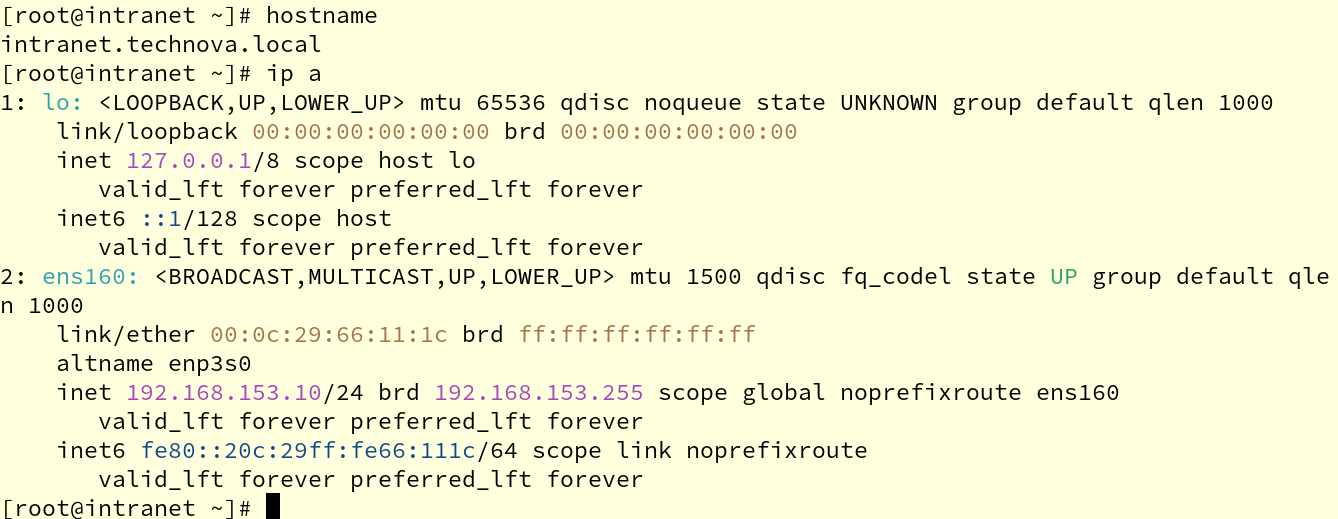 [root@intranet ~]# hostname
intranet.technova.local
[root@intranet ~]# ip a
1: lo: <LOOPBACK,UP,LOWER_UP> mtu 65536 qdisc noqueue state UNKNOWN group default qlen 1000
    link/loopback 00:00:00:00:00:00 brd 00:00:00:00:00:00
    inet 127.0.0.1/8 scope host lo
       valid_lft forever preferred_lft forever
    inet6 ::1/128 scope host
       valid_lft forever preferred_lft forever
2: ens160: <BROADCAST,MULTICAST,UP,LOWER_UP> mtu 1500 qdisc fq_codel state UP group default qle
n 1000
    link/ether 00:0c:29:66:11:1c brd ff:ff:ff:ff:ff:ff
    altname enp3s0
    inet 192.168.153.10/24 brd 192.168.153.255 scope global noprefixroute ens160
       valid_lft forever preferred_lft forever
    inet6 fe80::20c:29ff:fe66:111c/64 scope link noprefixroute
       valid_lft forever preferred_lft forever
[root@intranet ~]#